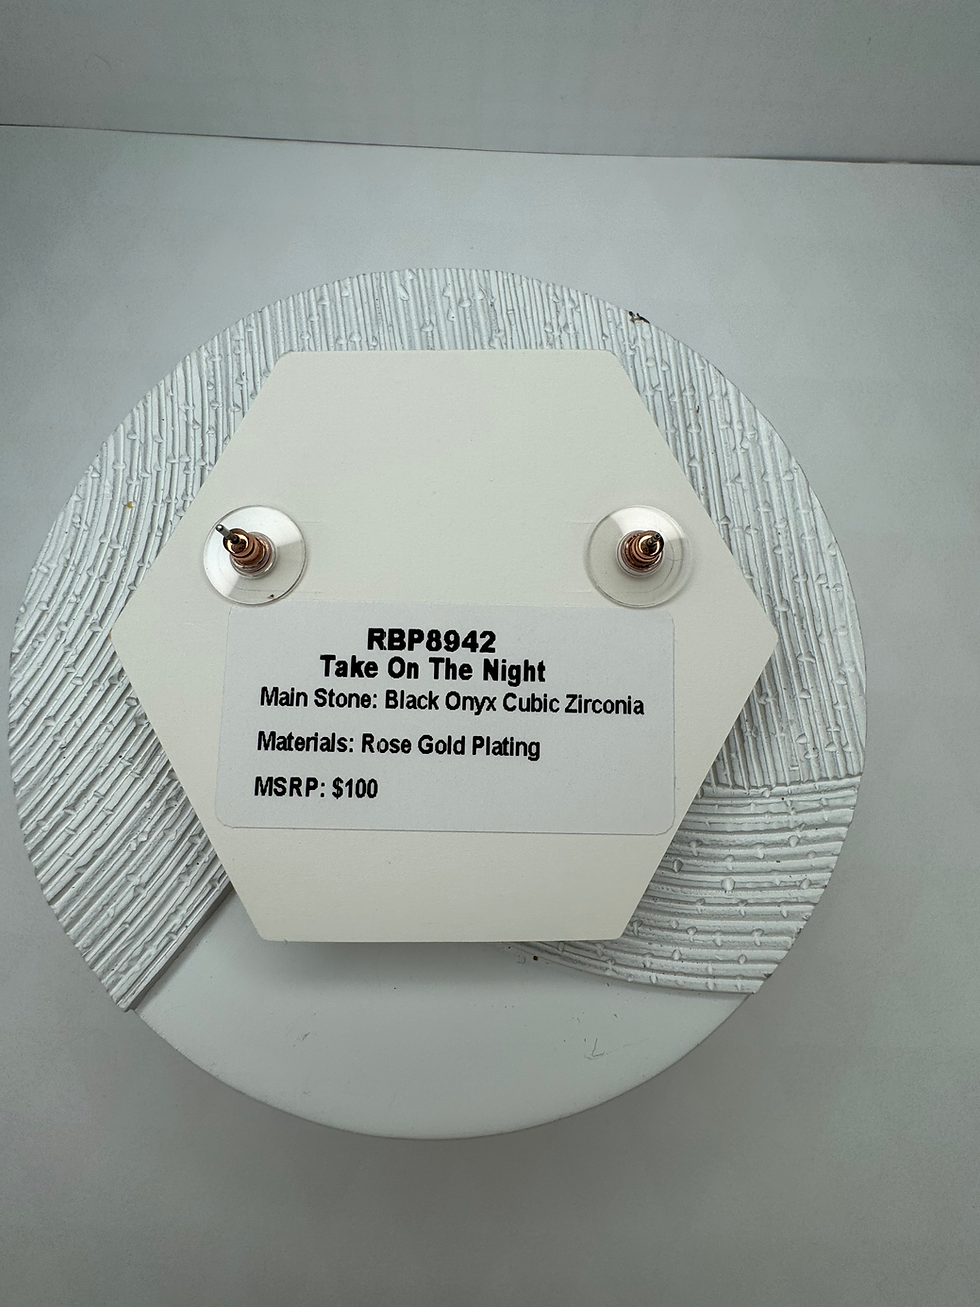 RBP8942
Take On The Night
Main Stone: Black Onyx Cubic Zirconia
Materials: Rose Gold Plating
MSRP: $100